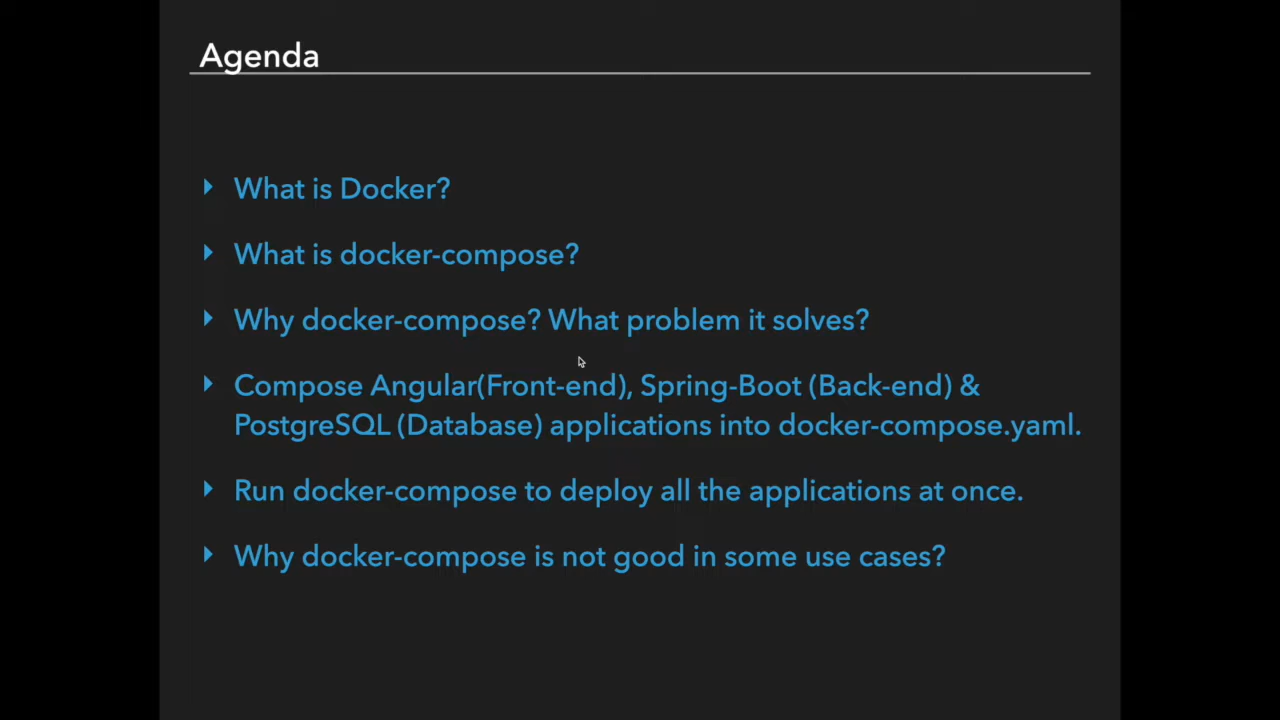 Agenda
What is Docker?
What is docker-compose?
Why docker-compose? What problem it solves?
Compose Angular(Front-end), Spring-Boot (Back-end) &
PostgreSQL (Database) applications into docker-compose.yaml.
Run docker-compose to deploy all the applications at once.
Why docker-compose is not good in some use cases?